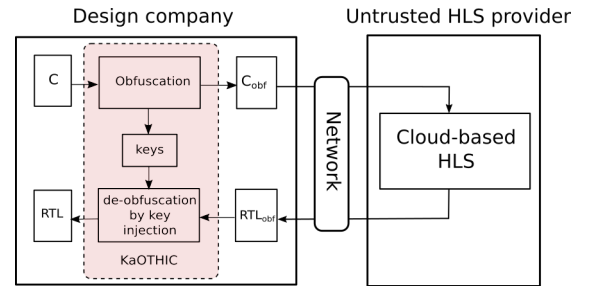 Design company
Untrusted HLS provider
C
Obfuscation
Cobf
keys
Network
Cloud-based
HLS
RTL
de-obfuscation
by key
injection
RTLobf
KaOTHIC